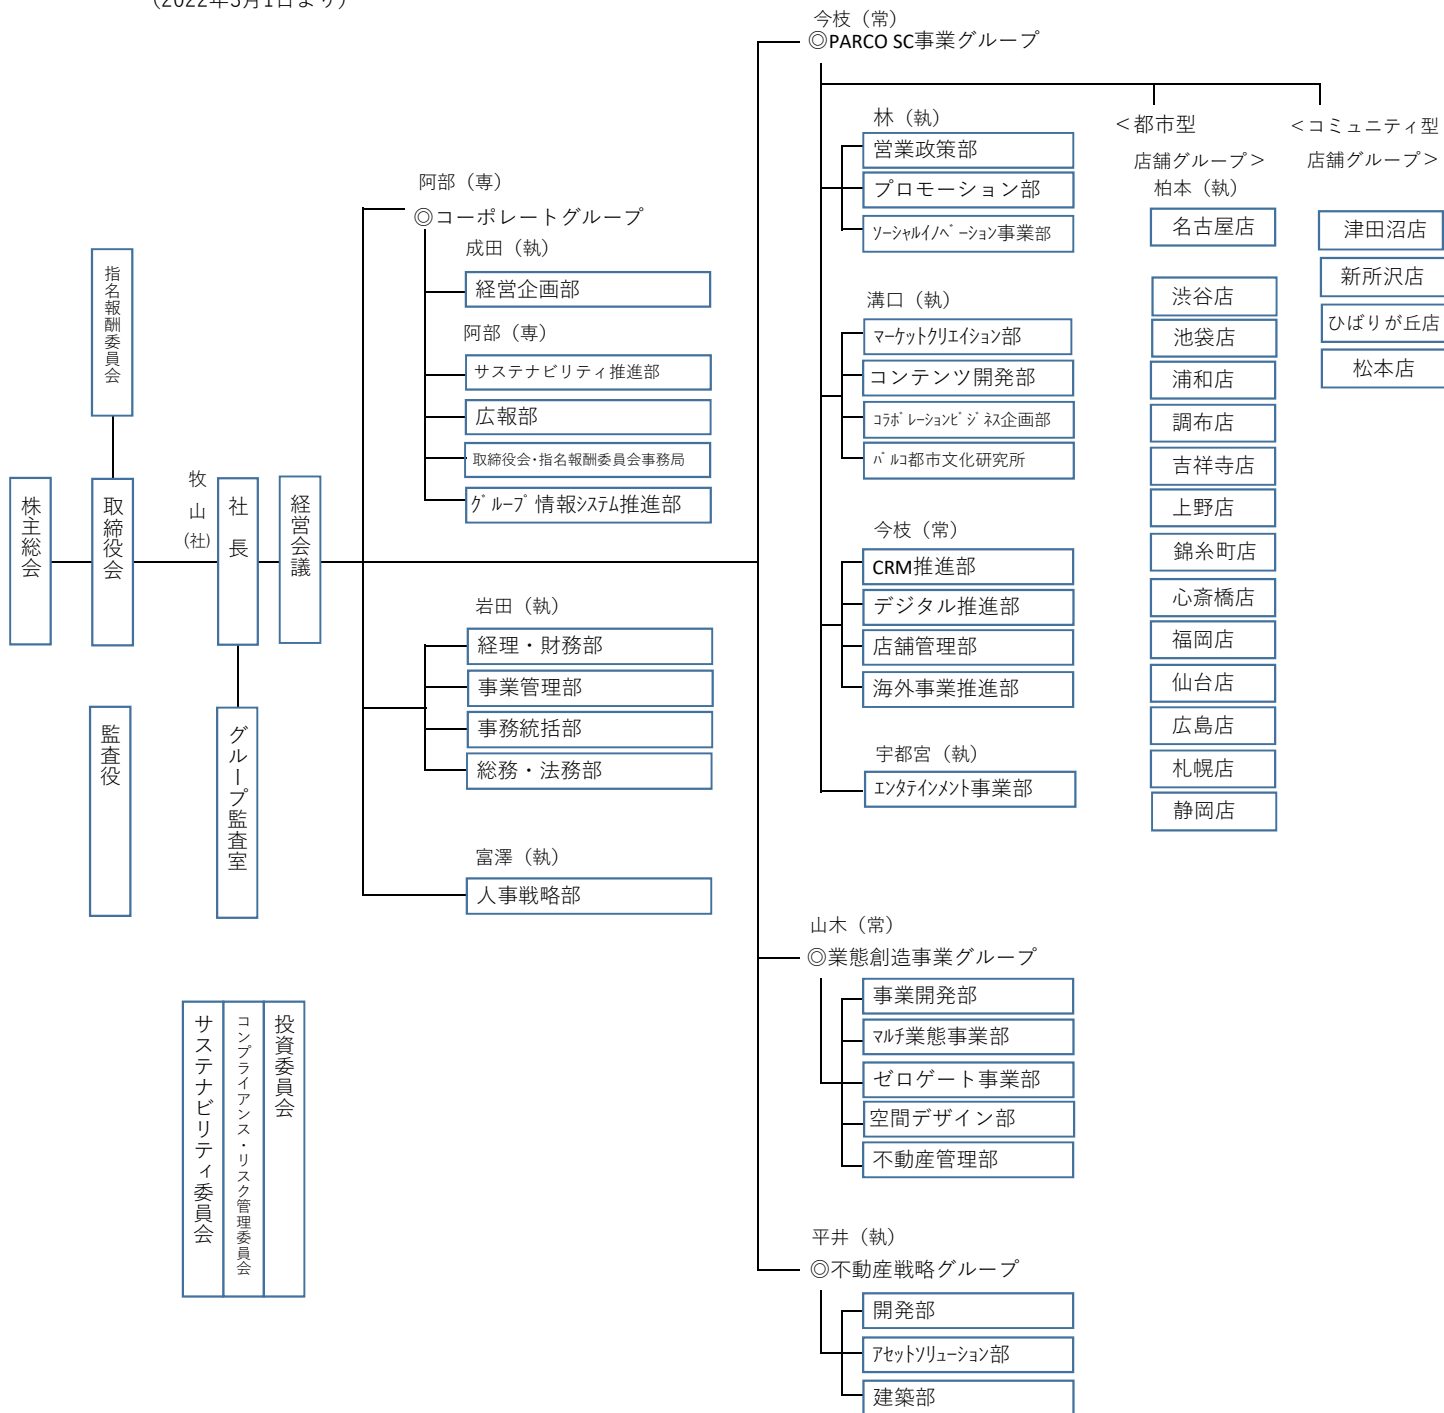 （2022年3月1日より）
指名報酬委員会
株主総会
取締役会
牧山(社)
社長
経営会議
監査役
グループ監査室
サステナビリティ委員会
コンプライアンス・リスク管理委員会
投資委員会
阿部（専）
◎コーポレートグループ
成田（執）
経営企画部
阿部（専）
サステナビリティ推進部
広報部
取締役会・指名報酬委員会事務局
ｸﾞﾙｰﾌﾟ情報ｼｽﾃﾑ推進部
岩田（執）
経理・財務部
事業管理部
事務統括部
総務・法務部
富澤（執）
人事戦略部
今枝（常）
◎PARCO SC事業グループ
林（執）
営業政策部
プロモーション部
ｿｰｼｬﾙｲﾉﾍﾞｰｼｮﾝ事業部
溝口（執）
ﾏｰｹｯﾄｸﾘｴｲｼｮﾝ部
コンテンツ開発部
ｺﾗﾎﾞﾚｰｼｮﾝﾋﾞｼﾞﾈｽ企画部
ﾊﾟﾙｺ都市文化研究所
今枝（常）
CRM推進部
デジタル推進部
店舗管理部
海外事業推進部
宇都宮（執）
ｴﾝﾀﾃｲﾝﾒﾝﾄ事業部
＜都市型
店舗グループ＞
柏本（執）
名古屋店
渋谷店
池袋店
浦和店
調布店
吉祥寺店
上野店
錦糸町店
心斎橋店
福岡店
仙台店
広島店
札幌店
静岡店
＜コミュニティ型
店舗グループ＞
津田沼店
新所沢店
ひばりが丘店
松本店
山木（常）
◎業態創造事業グループ
事業開発部
ﾏﾙﾁ業態事業部
ゼロゲート事業部
空間デザイン部
不動産管理部
平井（執）
◎不動産戦略グループ
開発部
ｱｾｯﾄｿﾘｭｰｼｮﾝ部
建築部